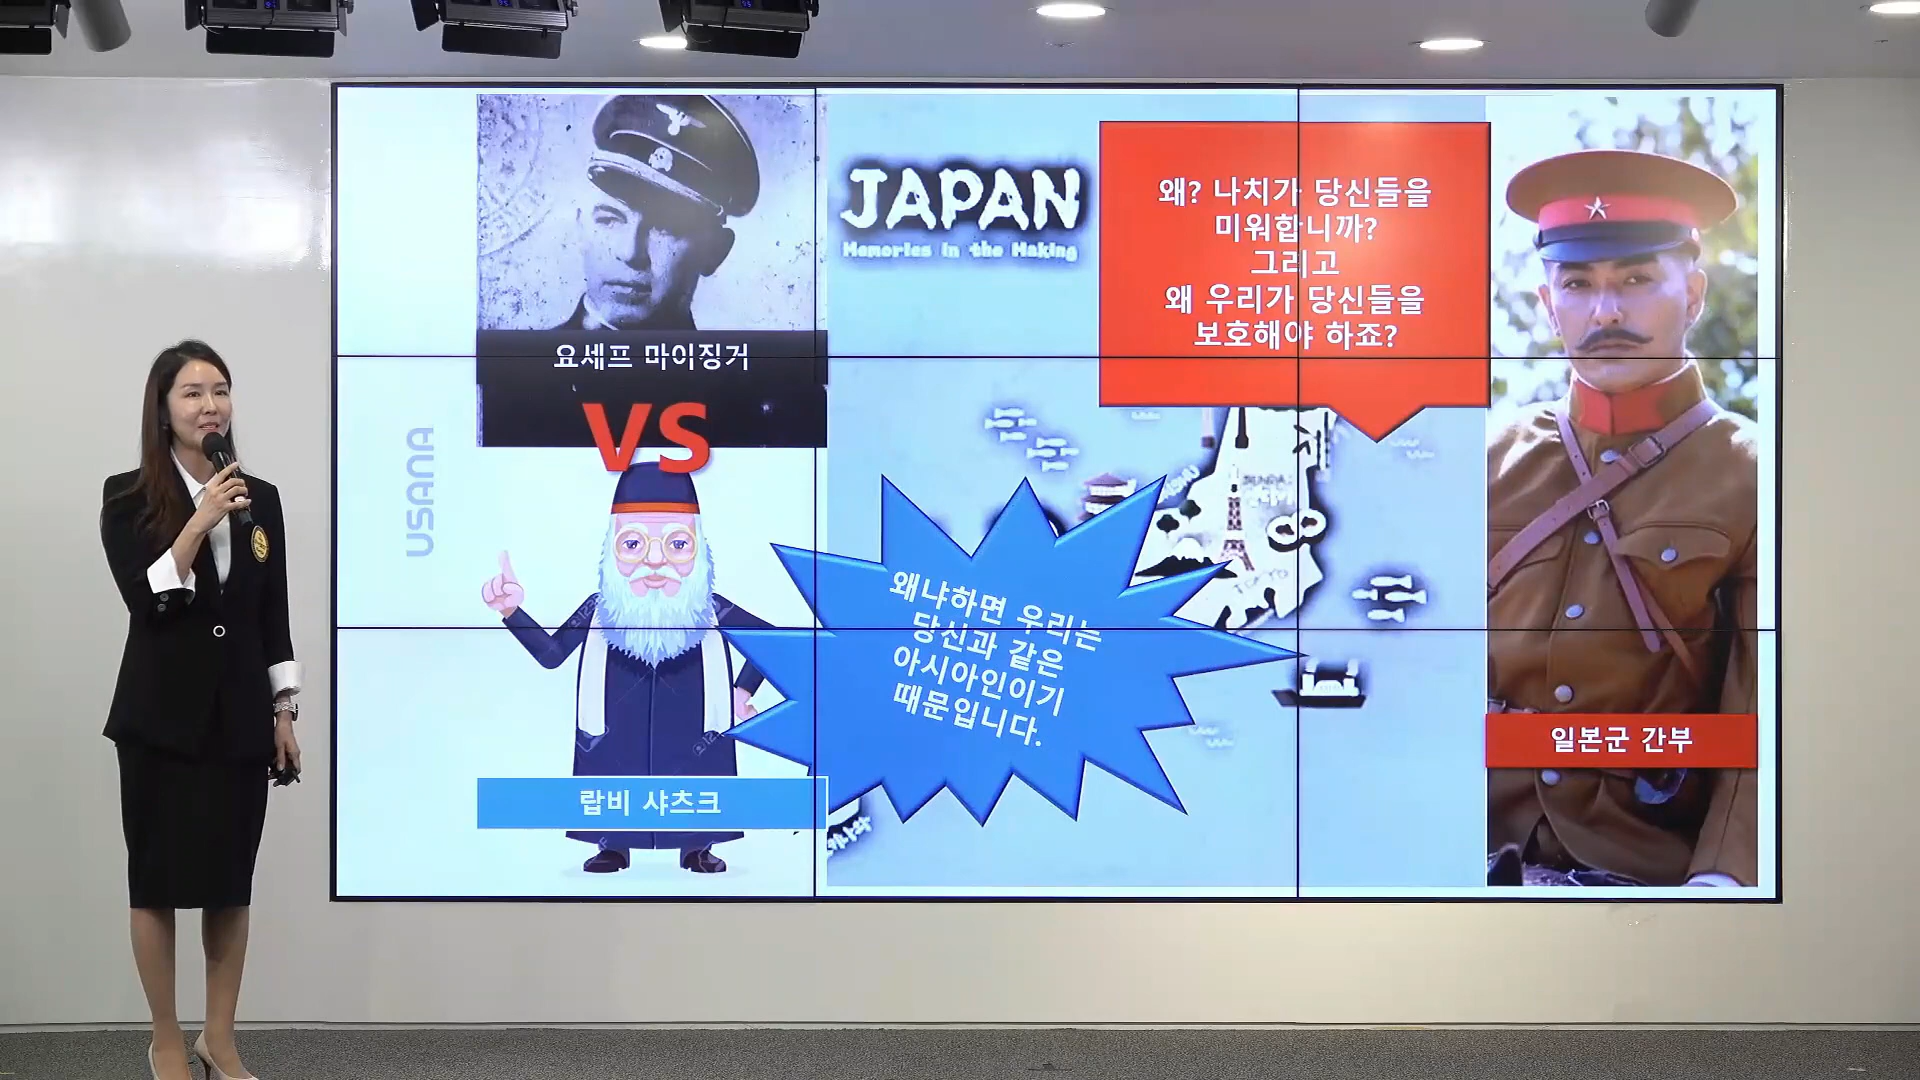 JAPAN
Memories in the Making
왜? 나치가 당신들을
미워합니까?
그리고
왜 우리가 당신들을
보호해야 하죠?
요세프 마이징거
VS
USANA
왜냐하면 우리는
당신과 같은
아시아인이기
때문입니다.
SENDAI
TOKYO
일본군 간부
랍비 샤츠크